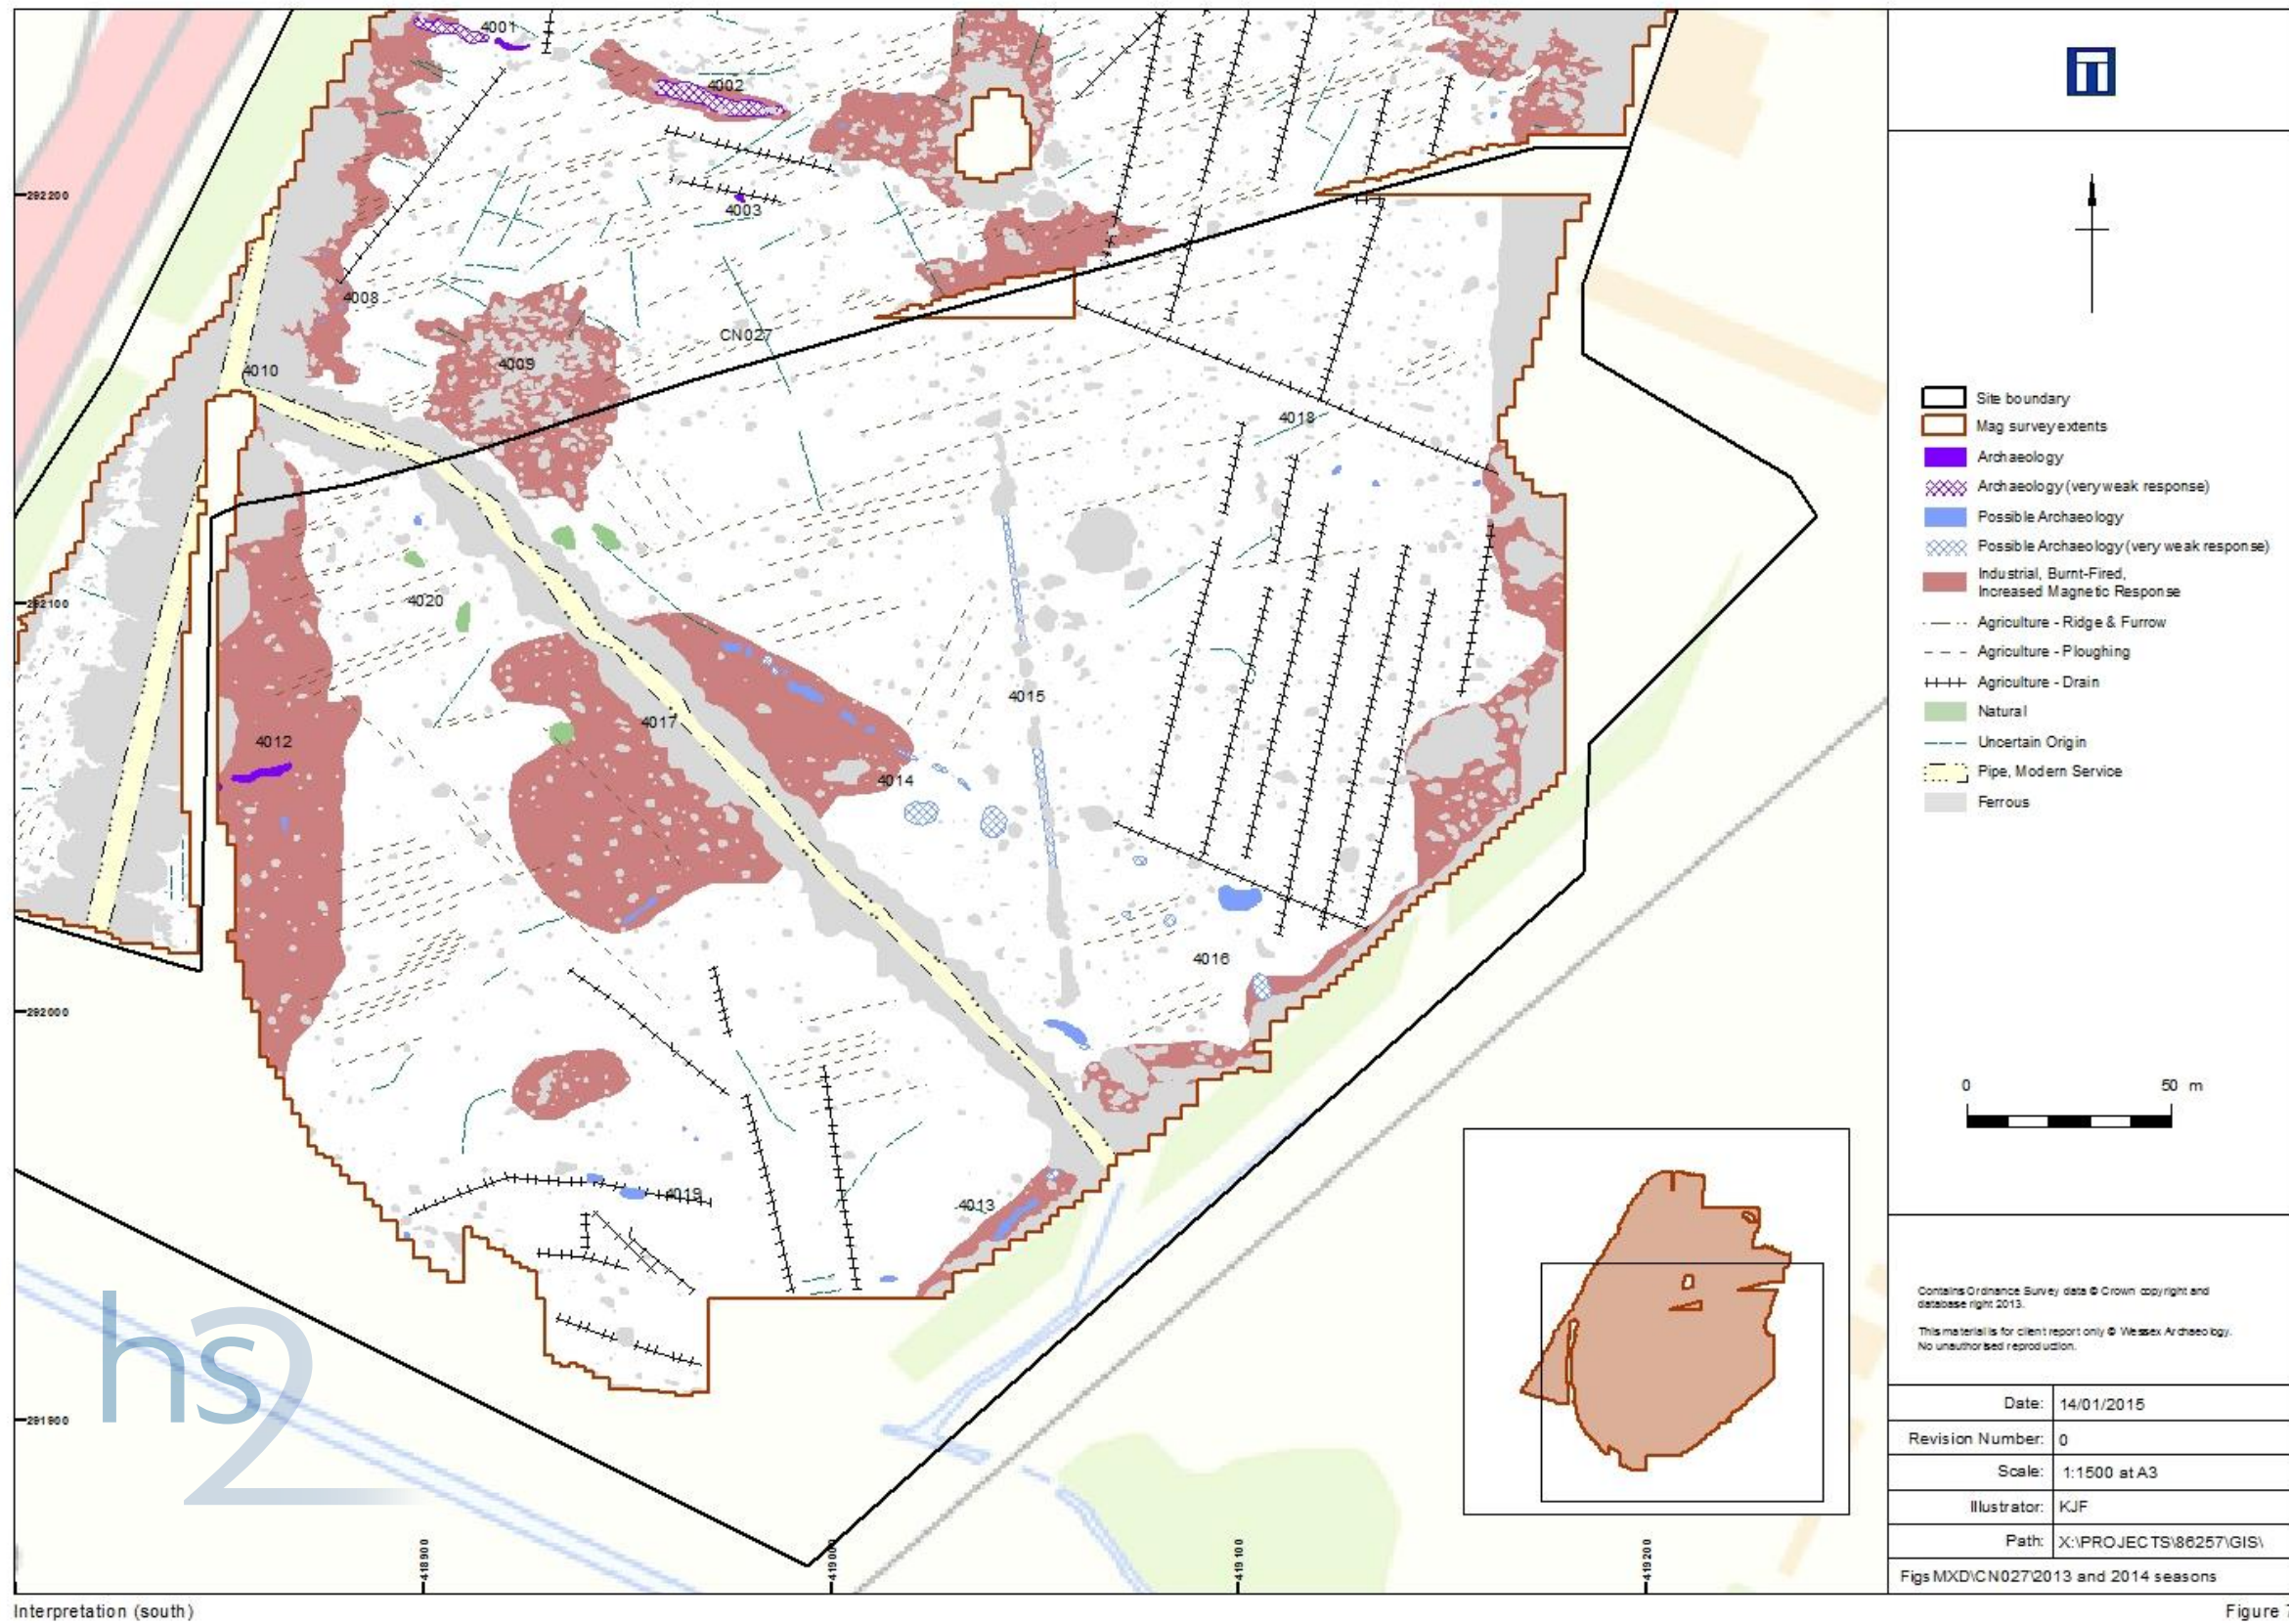 4001
4002
292200
4003
4008
CN027
4009
4010
4018
292100
4020
4015
4017
4012
4014
4016
292000
4019
4013
291900
hs2
418900
419000
419100
419200
Site boundary
Mag survey extents
Archaeology
Archaeology (very weak response)
Possible Archaeology
Possible Archaeology (very weak response)
Industrial, Burnt-Fired,
Increased Magnetic Response
Agriculture - Ridge & Furrow
Agriculture - Ploughing
Agriculture - Drain
Natural
Uncertain Origin
Pipe, Modern Service
Ferrous
0 50 m
Contains Ordnance Survey data © Crown copyright and
database right 2013.
This material is for client report only © Wessex Archaeology.
No unauthorised reproduction.
Date: 14/01/2015
Revision Number: 0
Scale: 1:1500 at A3
Illustrator: KJF
Path: X:\PROJECTS\86257\GIS\
Figs MXD\CN027\2013 and 2014 seasons
Interpretation (south)
Figure 7